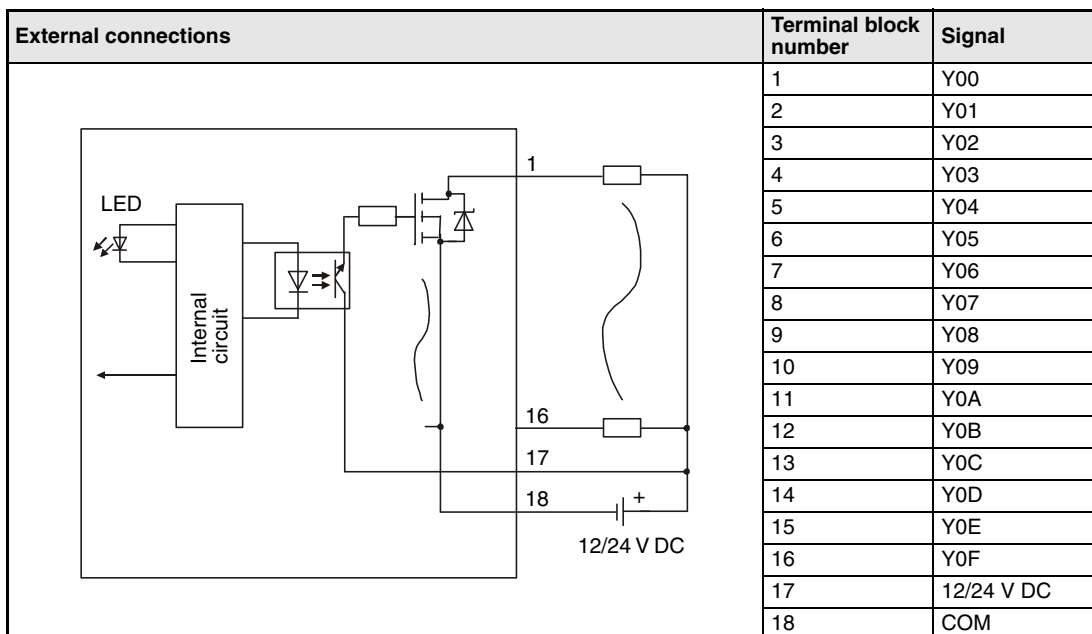 External connections
Terminal block number
Signal
1 Y00
2 Y01
3 Y02
4 Y03
5 Y04
6 Y05
7 Y06
8 Y07
9 Y08
10 Y09
11 Y0A
12 Y0B
13 Y0C
14 Y0D
15 Y0E
16 Y0F
17 12/24 V DC
18 COM
LED
Internal circuit
1
16
17
18
+
12/24 V DC